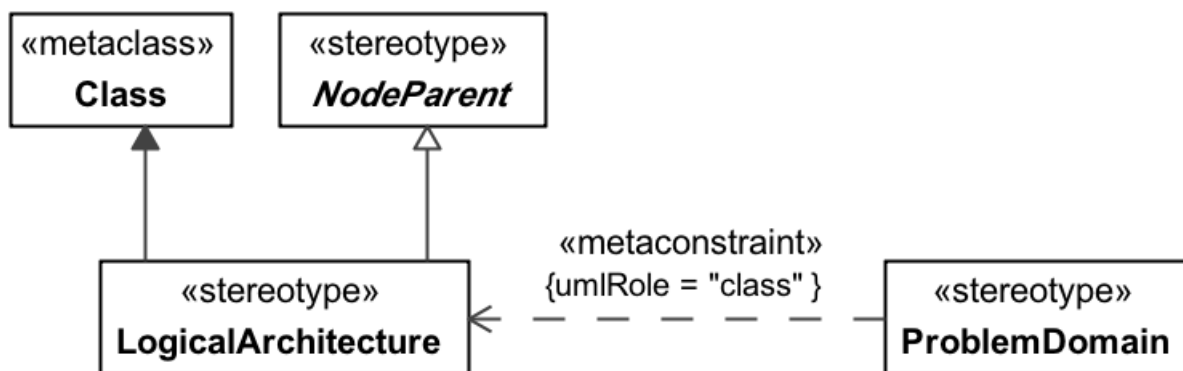 «metaclass»
Class
«stereotype»
NodeParent
«metaconstraint»
{umlRole = "class" }
«stereotype»
LogicalArchitecture
«stereotype»
ProblemDomain